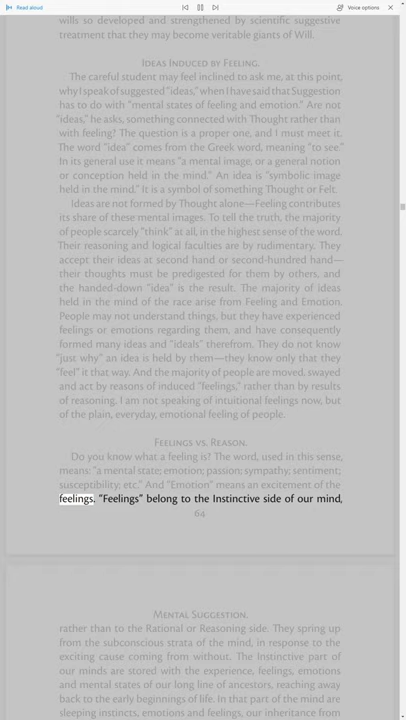 Read aloud
Voice options
wills so developed and strengthened by scientific suggestive
treatment that they may become veritable giants of Will.
IDEAS INDUCED BY FEELING.
The careful student may feel inclined to ask me, at this point,
why I speak of suggested “ideas,” when I have said that Suggestion
has to do with “mental states of feeling and emotion.” Are not
“ideas,” he asks, something connected with Thought rather than
with feeling? The question is a proper one, and I must meet it.
The word “idea” comes from the Greek word, meaning “to see.”
In its general use it means “a mental image, or a general notion
or conception held in the mind.” An idea is “symbolic image
held in the mind.” It is a symbol of something Thought or Felt.
Ideas are not formed by Thought alone—Feeling contributes
its share of these mental images. To tell the truth, the majority
of people scarcely “think” at all, in the highest sense of the word.
Their reasoning and logical faculties are by rudimentary. They
accept their ideas at second hand or second-hundred hand—
their thoughts must be predigested for them by others, and
the handed-down “idea” is the result. The majority of ideas
held in the mind of the race arise from Feeling and Emotion.
People may not understand things, but they have experienced
feelings or emotions regarding them, and have consequently
formed many ideas and “ideals” therefrom. They do not know
“just why” an idea is held by them—they know only that they
“feel” it that way. And the majority of people are moved, swayed
and act by reasons of induced “feelings,” rather than by results
of reasoning. I am not speaking of intuitional feelings now, but
of the plain, everyday, emotional feeling of people.
FEELINGS VS. REASON.
Do you know what a feeling is? The word, used in this sense,
means: “a mental state; emotion; passion; sympathy; sentiment;
susceptibility; etc.” And “Emotion” means an excitement of the
feelings. “Feelings” belong to the Instinctive side of our mind,
64
MENTAL SUGGESTION.
rather than to the Rational or Reasoning side. They spring up
from the subconscious strata of the mind, in response to the
exciting cause coming from without. The Instinctive part of
our minds are stored with the experience, feelings, emotions
and mental states of our long line of ancestors, reaching away
back to the early beginnings of life. In that part of the mind are
sleeping instincts, emotions and feelings, our inheritance from